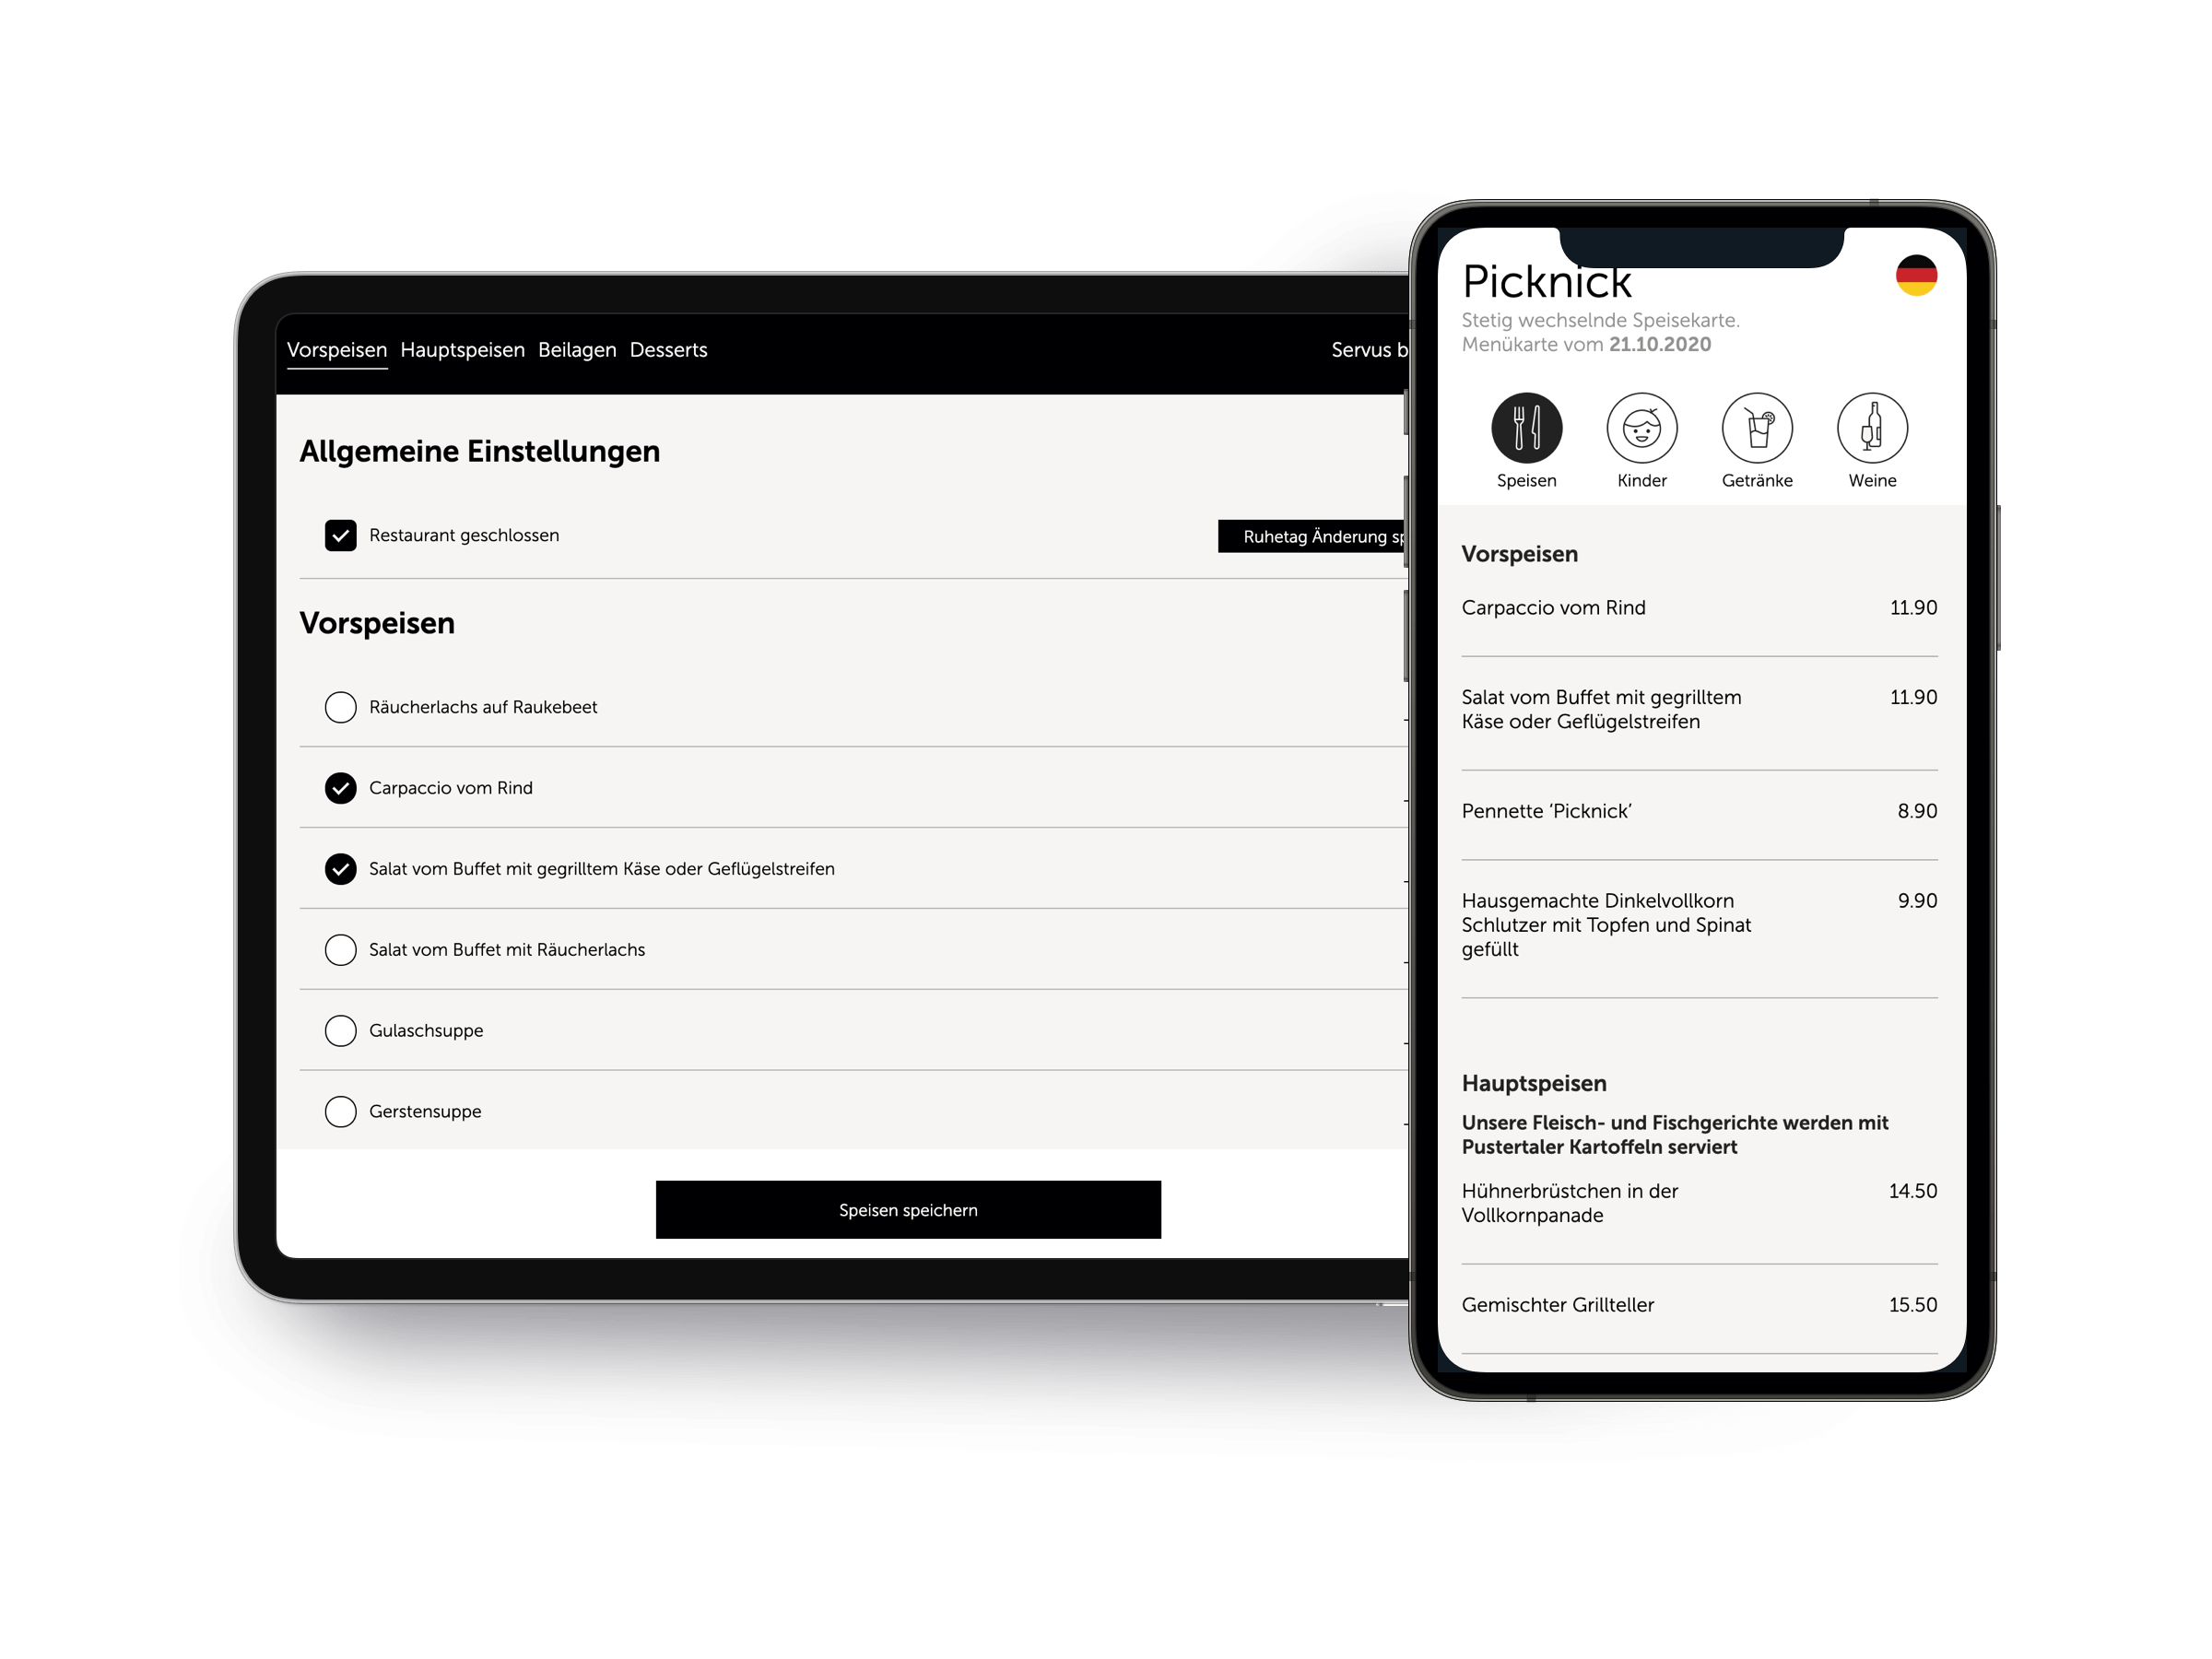 Vorspeisen Hauptspeisen Beilagen Desserts
Servus
Allgemeine Einstellungen
Restaurant geschlossen
Ruhetag Änderung
Vorspeisen
Räucherlachs auf Raukebeet
Carpaccio vom Rind
Salat vom Buffet mit gegrilltem Käse oder Geflügelstreifen
Salat vom Buffet mit Räucherlachs
Gulaschsuppe
Gerstensuppe
Speisen speichern
Picknick
Stetig wechselnde Speisekarte.
Menükarte vom 21.10.2020
Speisen Kinder Getränke Weine
Vorspeisen
Carpaccio vom Rind 11.90
Salat vom Buffet mit gegrilltem 11.90
Käse oder Geflügelstreifen
Pennette ‘Picknick’ 8.90
Hausgemachte Dinkelvollkorn 9.90
Schlutzer mit Topfen und Spinat
gefüllt
Hauptspeisen
Unsere Fleisch- und Fischgerichte werden mit
Pustertaler Kartoffeln serviert
Hühnerbrüstchen in der 14.50
Vollkornpanade
Gemischter Grillteller 15.50